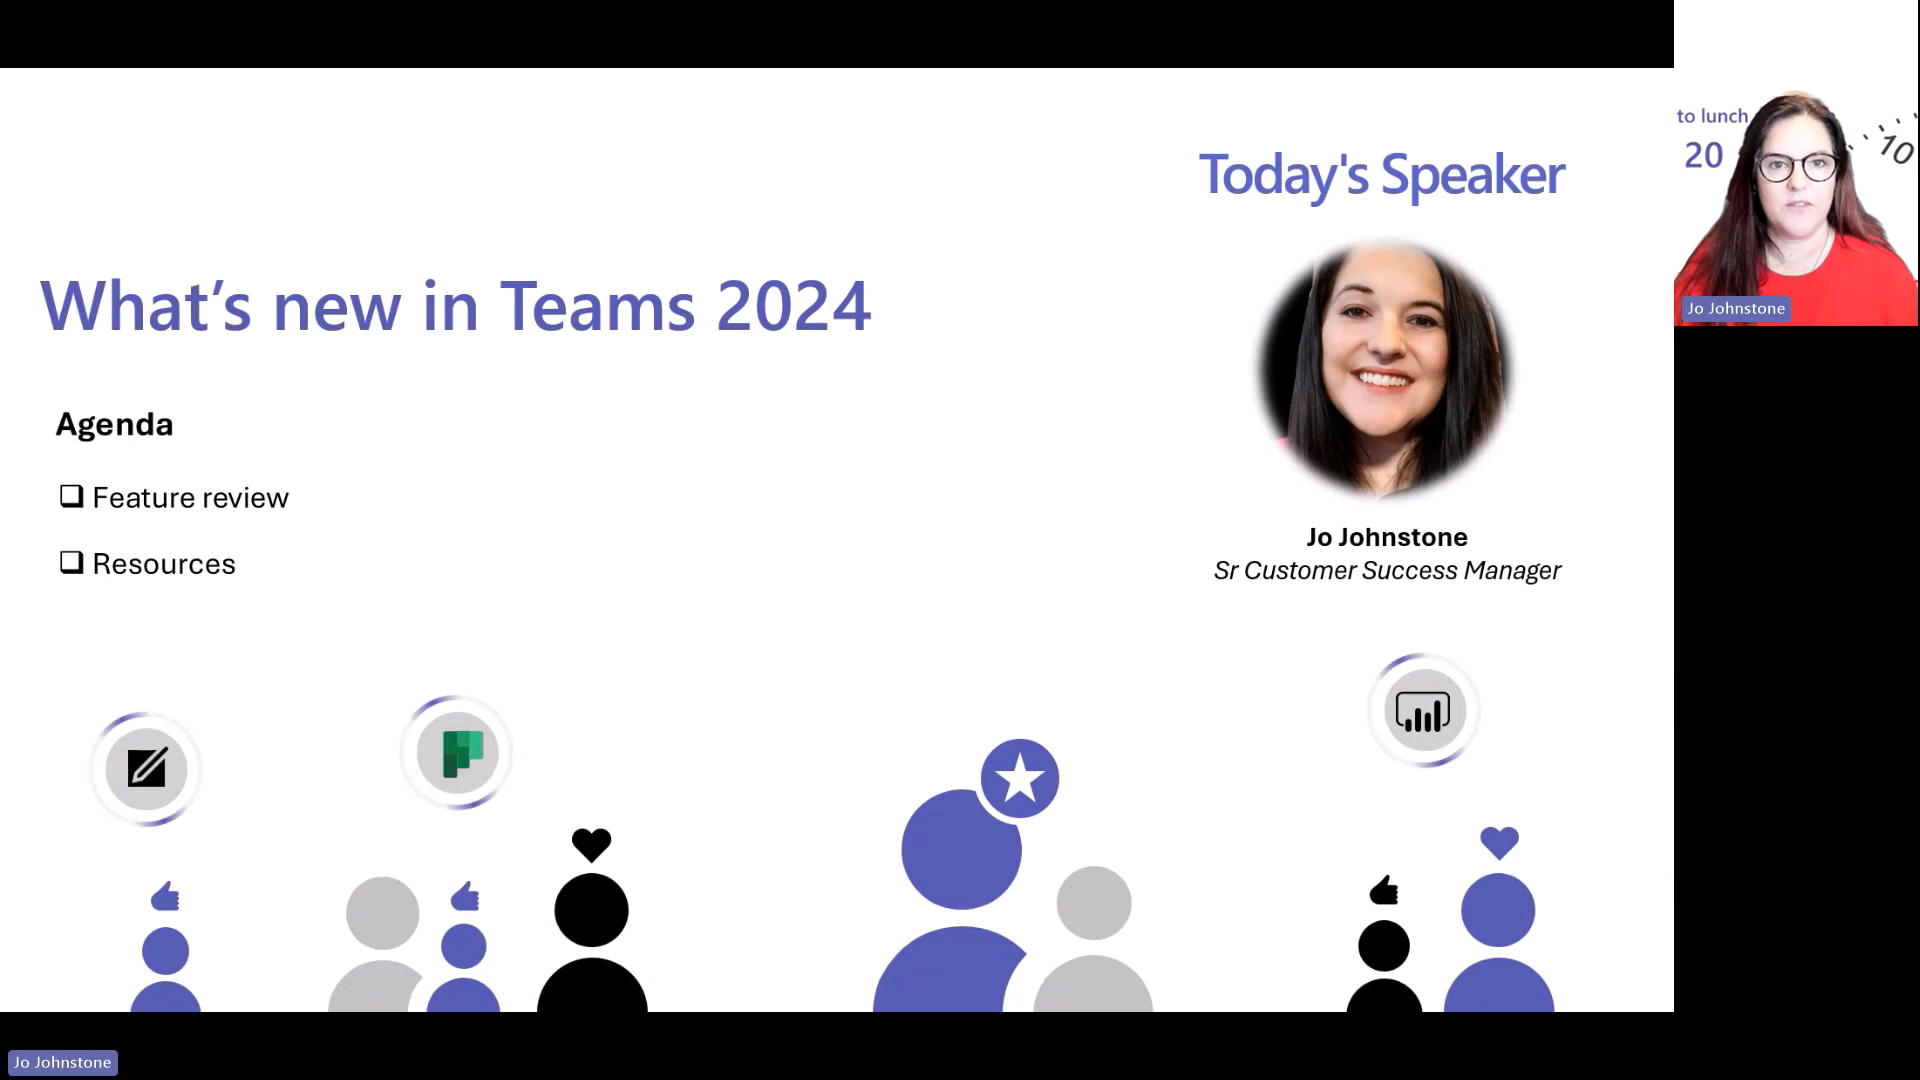 What's new in Teams 2024
Agenda
❑ Feature review
❑ Resources
Today's Speaker
Jo Johnstone
Sr Customer Success Manager
to lunch
20
10
Jo Johnstone
Jo Johnstone